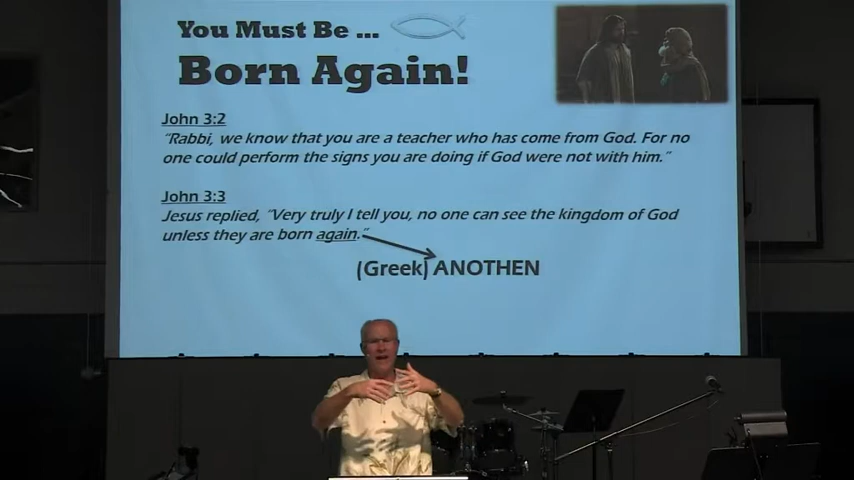 You Must Be ...
Born Again!
John 3:2
"Rabbi, we know that you are a teacher who has come from God. For no
one could perform the signs you are doing if God were not with him."
John 3:3
Jesus replied, "Very truly I tell you, no one can see the kingdom of God
unless they are born again."
(Greek) ANOTHEN